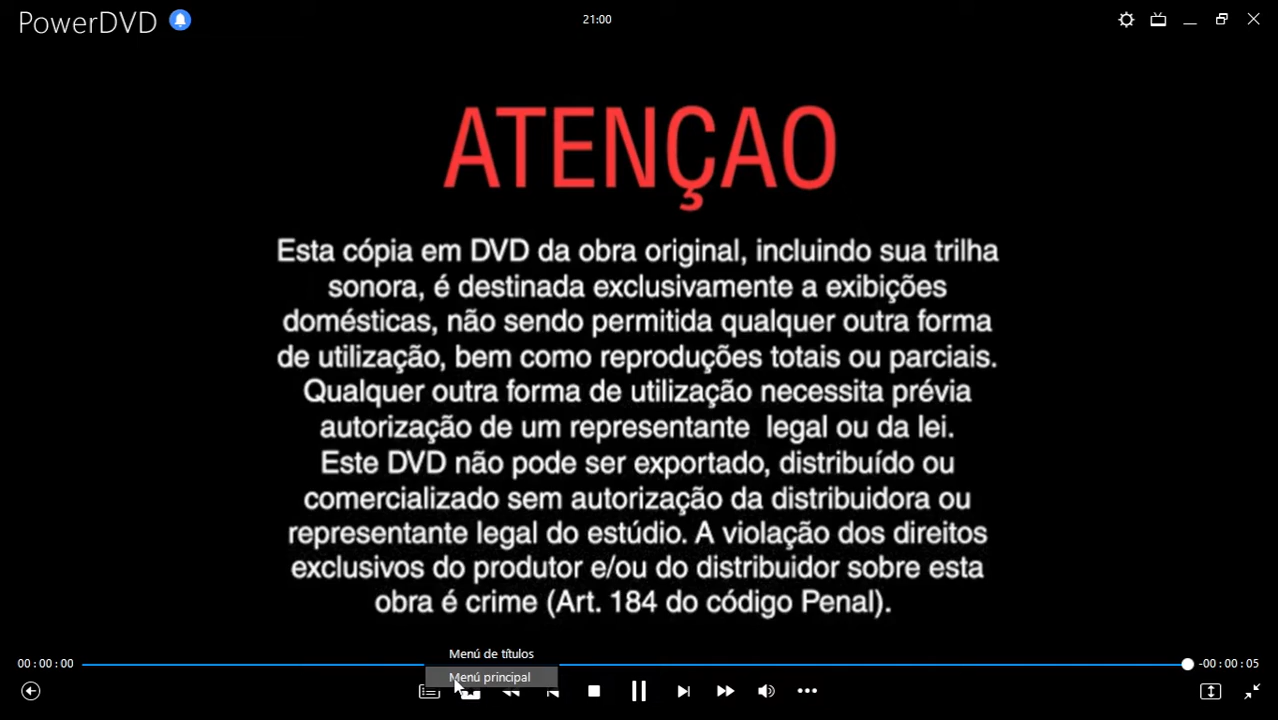 PowerDVD
21:00
ATENÇAO
Esta cópia em DVD da obra original, incluindo sua trilha
sonora, é destinada exclusivamente a exibições
domésticas, não sendo permitida qualquer outra forma
de utilização, bem como reproduções totais ou parciais.
Qualquer outra forma de utilização necessita prévia
autorização de um representante legal ou da lei.
Este DVD não pode ser exportado, distribuído ou
comercializado sem autorização da distribuidora ou
representante legal do estúdio. A violação dos direitos
exclusivos do produtor e/ou do distribuidor sobre esta
obra é crime (Art. 184 do código Penal).
Menú de títulos
00:00:00
-00:00:05
Menú principal